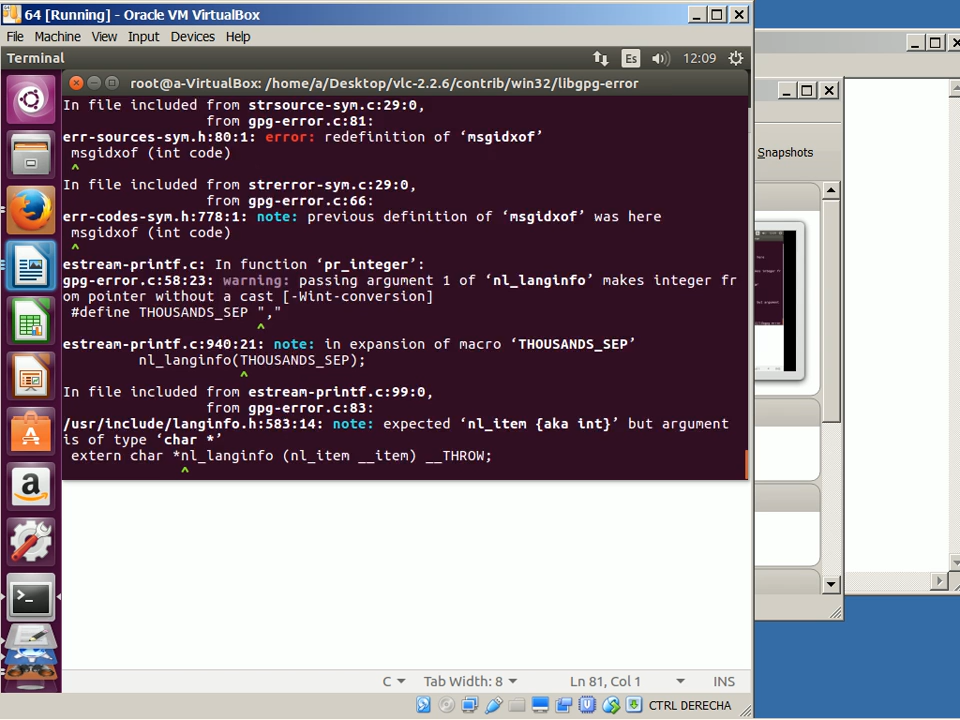 64 [Running] - Oracle VM VirtualBox
File Machine View Input Devices Help
Terminal
Es
12:09
root@a-VirtualBox: /home/a/Desktop/vlc-2.2.6/contrib/win32/libgpg-error
In file included from strsource-sym.c:29:0,
from gpg-error.c:81:
err-sources-sym.h:80:1: error: redefinition of ‘msgidxof’
msgidxof (int code)
^
In file included from strerror-sym.c:29:0,
from gpg-error.c:66:
err-codes-sym.h:778:1: note: previous definition of ‘msgidxof’ was here
msgidxof (int code)
^
estream-printf.c: In function ‘pr_integer’:
gpg-error.c:58:23: warning: passing argument 1 of ‘nl_langinfo’ makes integer fr
om pointer without a cast [-Wint-conversion]
#define THOUSANDS_SEP ","
^
estream-printf.c:940:21: note: in expansion of macro ‘THOUSANDS_SEP’
nl_langinfo(THOUSANDS_SEP);
^
In file included from estream-printf.c:99:0,
from gpg-error.c:83:
/usr/include/langinfo.h:583:14: note: expected ‘nl_item {aka int}’ but argument
is of type ‘char *’
extern char *nl_langinfo (nl_item __item) __THROW;
^
Snapshots
C
Tab Width: 8
Ln 81, Col 1
INS
CTRL DERECHA